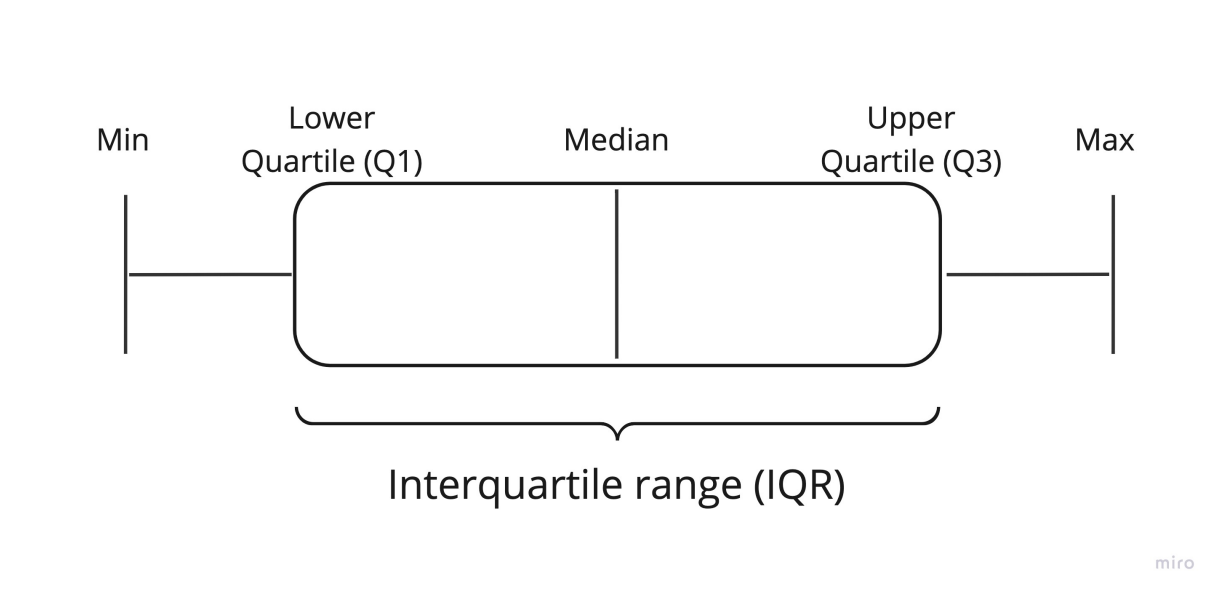 Min
Lower
Quartile (Q1)
Median
Upper
Quartile (Q3)
Max
Interquartile range (IQR)
miro